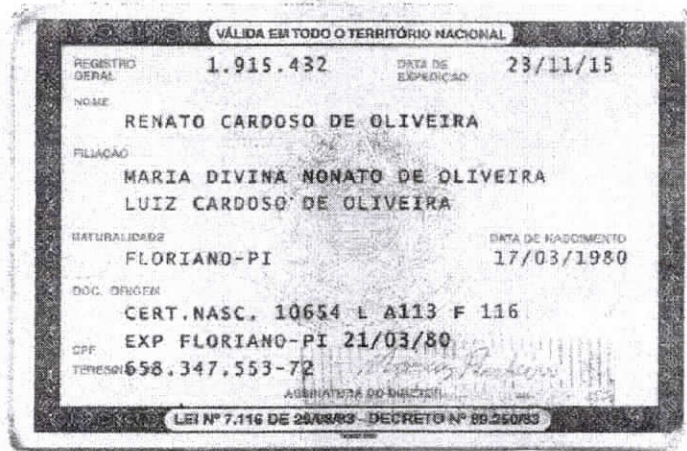 VÁLIDA EM TODO O TERRITÓRIO NACIONAL
REGISTRO GERAL 1.915.432 DATA DE EXPEDIÇÃO 23/11/15
NOME
RENATO CARDOSO DE OLIVEIRA
FILIAÇÃO
MARIA DIVINA NONATO DE OLIVEIRA
LUIZ CARDOSO DE OLIVEIRA
NATURALIDADE DATA DE NASCIMENTO
FLORIANO-PI 17/03/1980
DOC. ORIGEM
CERT.NASC. 10654 L A113 F 116
EXP FLORIANO-PI 21/03/80
CPF
658.347.553-72
ASSINATURA DO DIRETOR
LEI Nº 7.116 DE 29/08/83 - DECRETO Nº 89.250/83